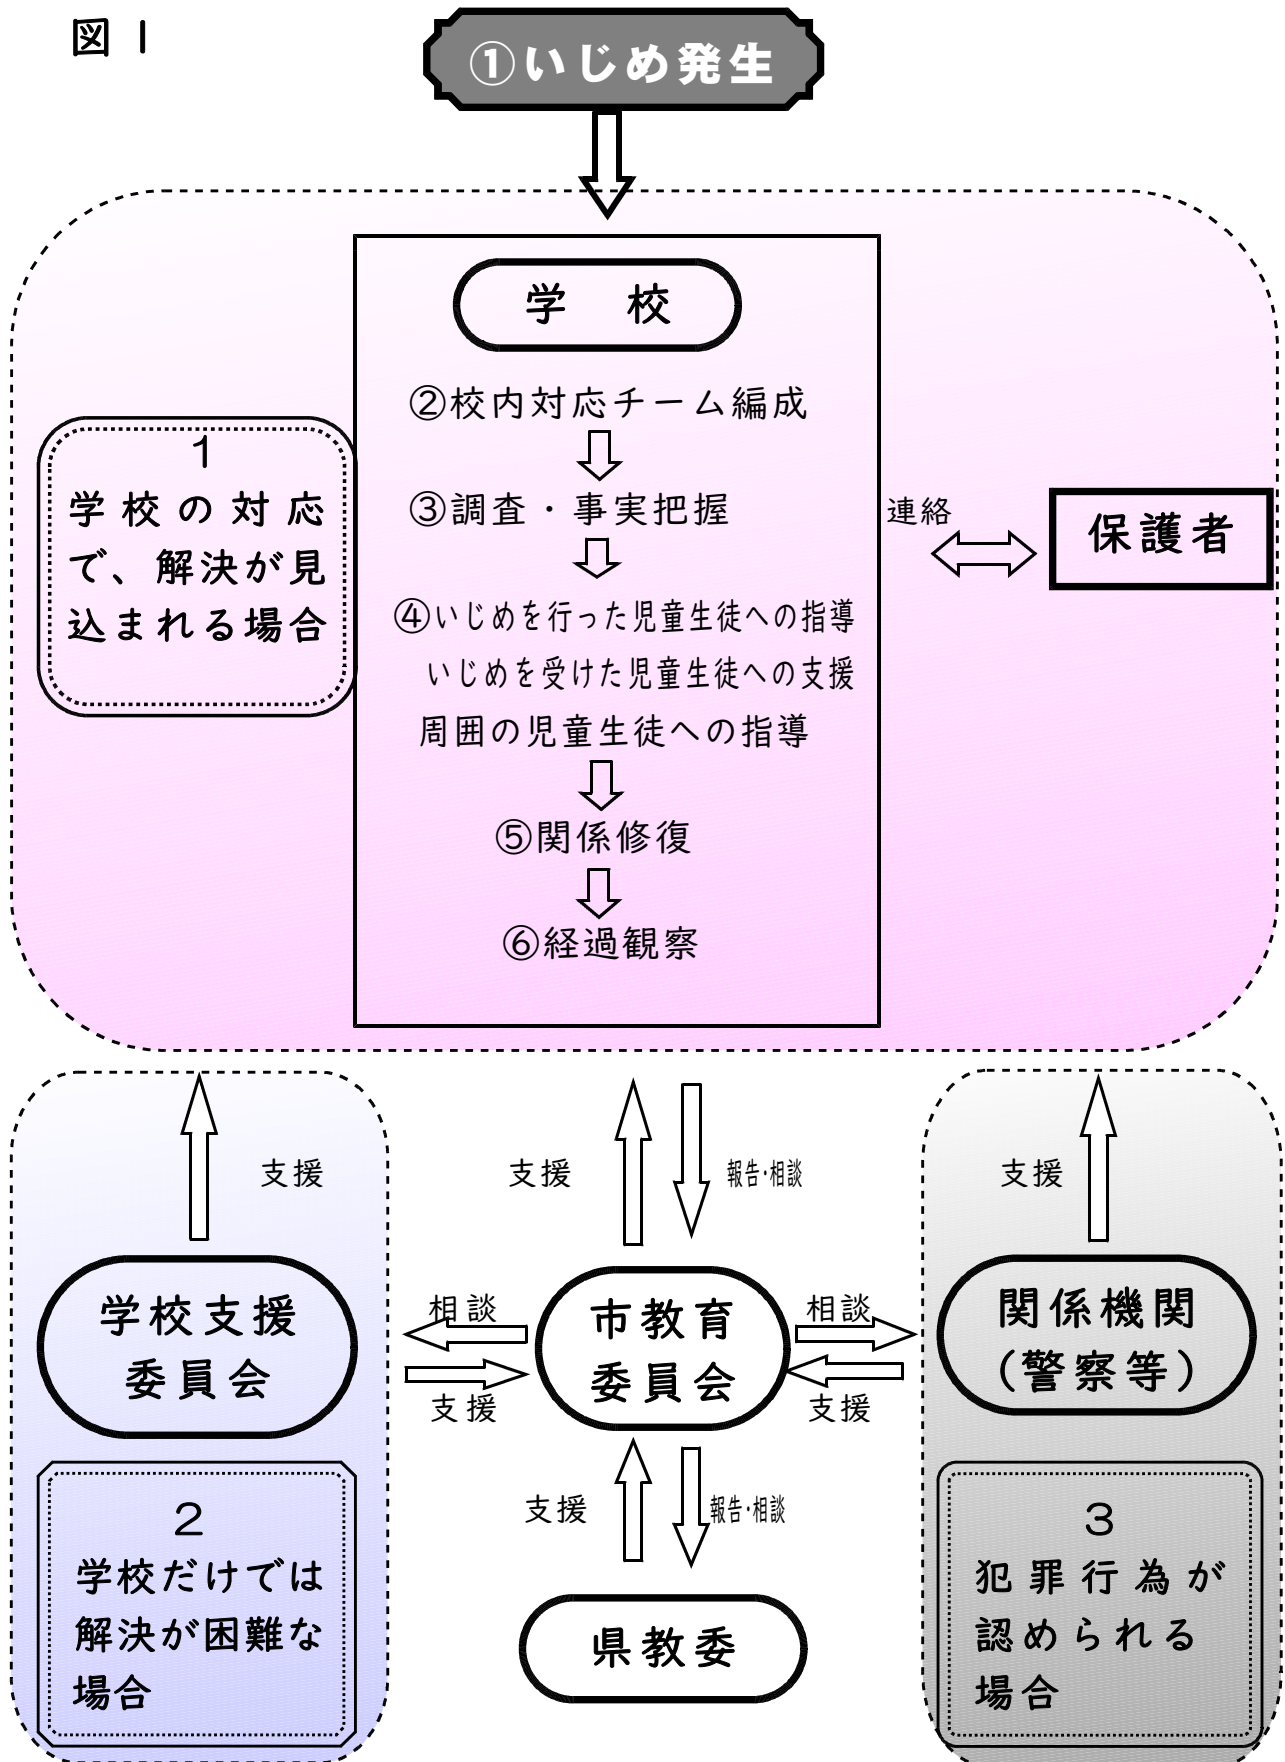 図１
①いじめ発生
学　校
②校内対応チーム編成
③調査・事実把握
④いじめを行った児童生徒への指導
いじめを受けた児童生徒への支援
周囲の児童生徒への指導
⑤関係修復
⑥経過観察
１
学校の対応
で、解決が見
込まれる場合
連絡
保護者
支援
支援
報告・相談
支援
学校支援
委員会
相談
支援
市教育
委員会
相談
支援
関係機関
（警察等）
支援
報告・相談
県教委
２
学校だけでは
解決が困難な
場合
３
犯罪行為が
認められる
場合